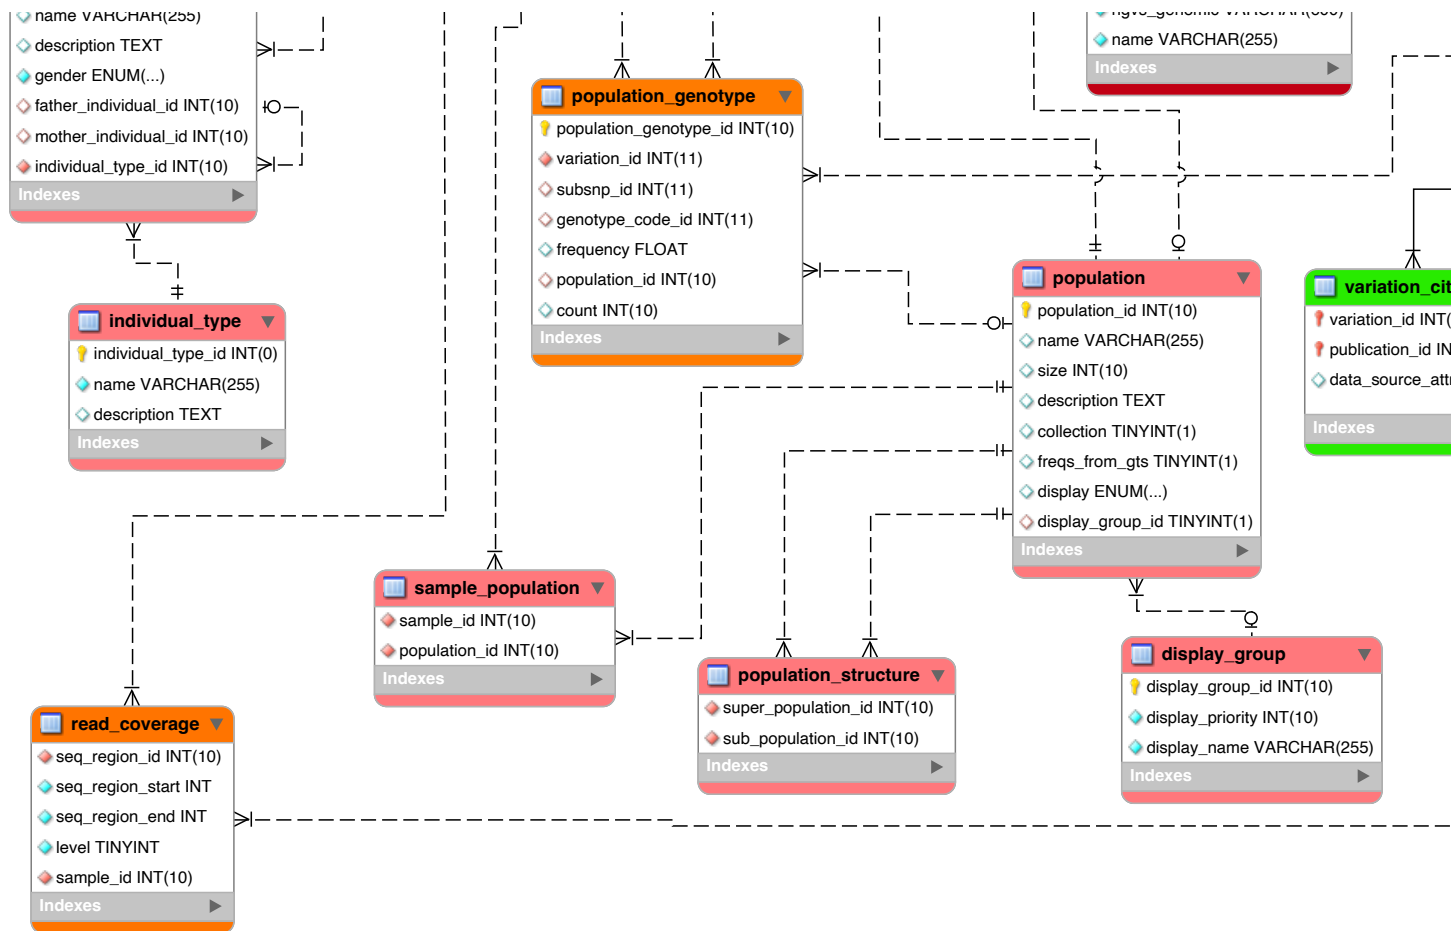 name VARCHAR(255)
description TEXT
gender ENUM(...)
father_individual_id INT(10)
mother_individual_id INT(10)
individual_type_id INT(10)
Indexes
individual_type
individual_type_id INT(0)
name VARCHAR(255)
description TEXT
Indexes
population_genotype
population_genotype_id INT(10)
variation_id INT(11)
subsnp_id INT(11)
genotype_code_id INT(11)
frequency FLOAT
population_id INT(10)
count INT(10)
Indexes
name VARCHAR(255)
Indexes
population
population_id INT(10)
name VARCHAR(255)
size INT(10)
description TEXT
collection TINYINT(1)
freqs_from_gts TINYINT(1)
display ENUM(...)
display_group_id TINYINT(1)
Indexes
variation_cit
variation_id INT(
publication_id IN
data_source_att
Indexes
sample_population
sample_id INT(10)
population_id INT(10)
Indexes
population_structure
super_population_id INT(10)
sub_population_id INT(10)
Indexes
display_group
display_group_id INT(10)
display_priority INT(10)
display_name VARCHAR(255)
Indexes
read_coverage
seq_region_id INT(10)
seq_region_start INT
seq_region_end INT
level TINYINT
sample_id INT(10)
Indexes